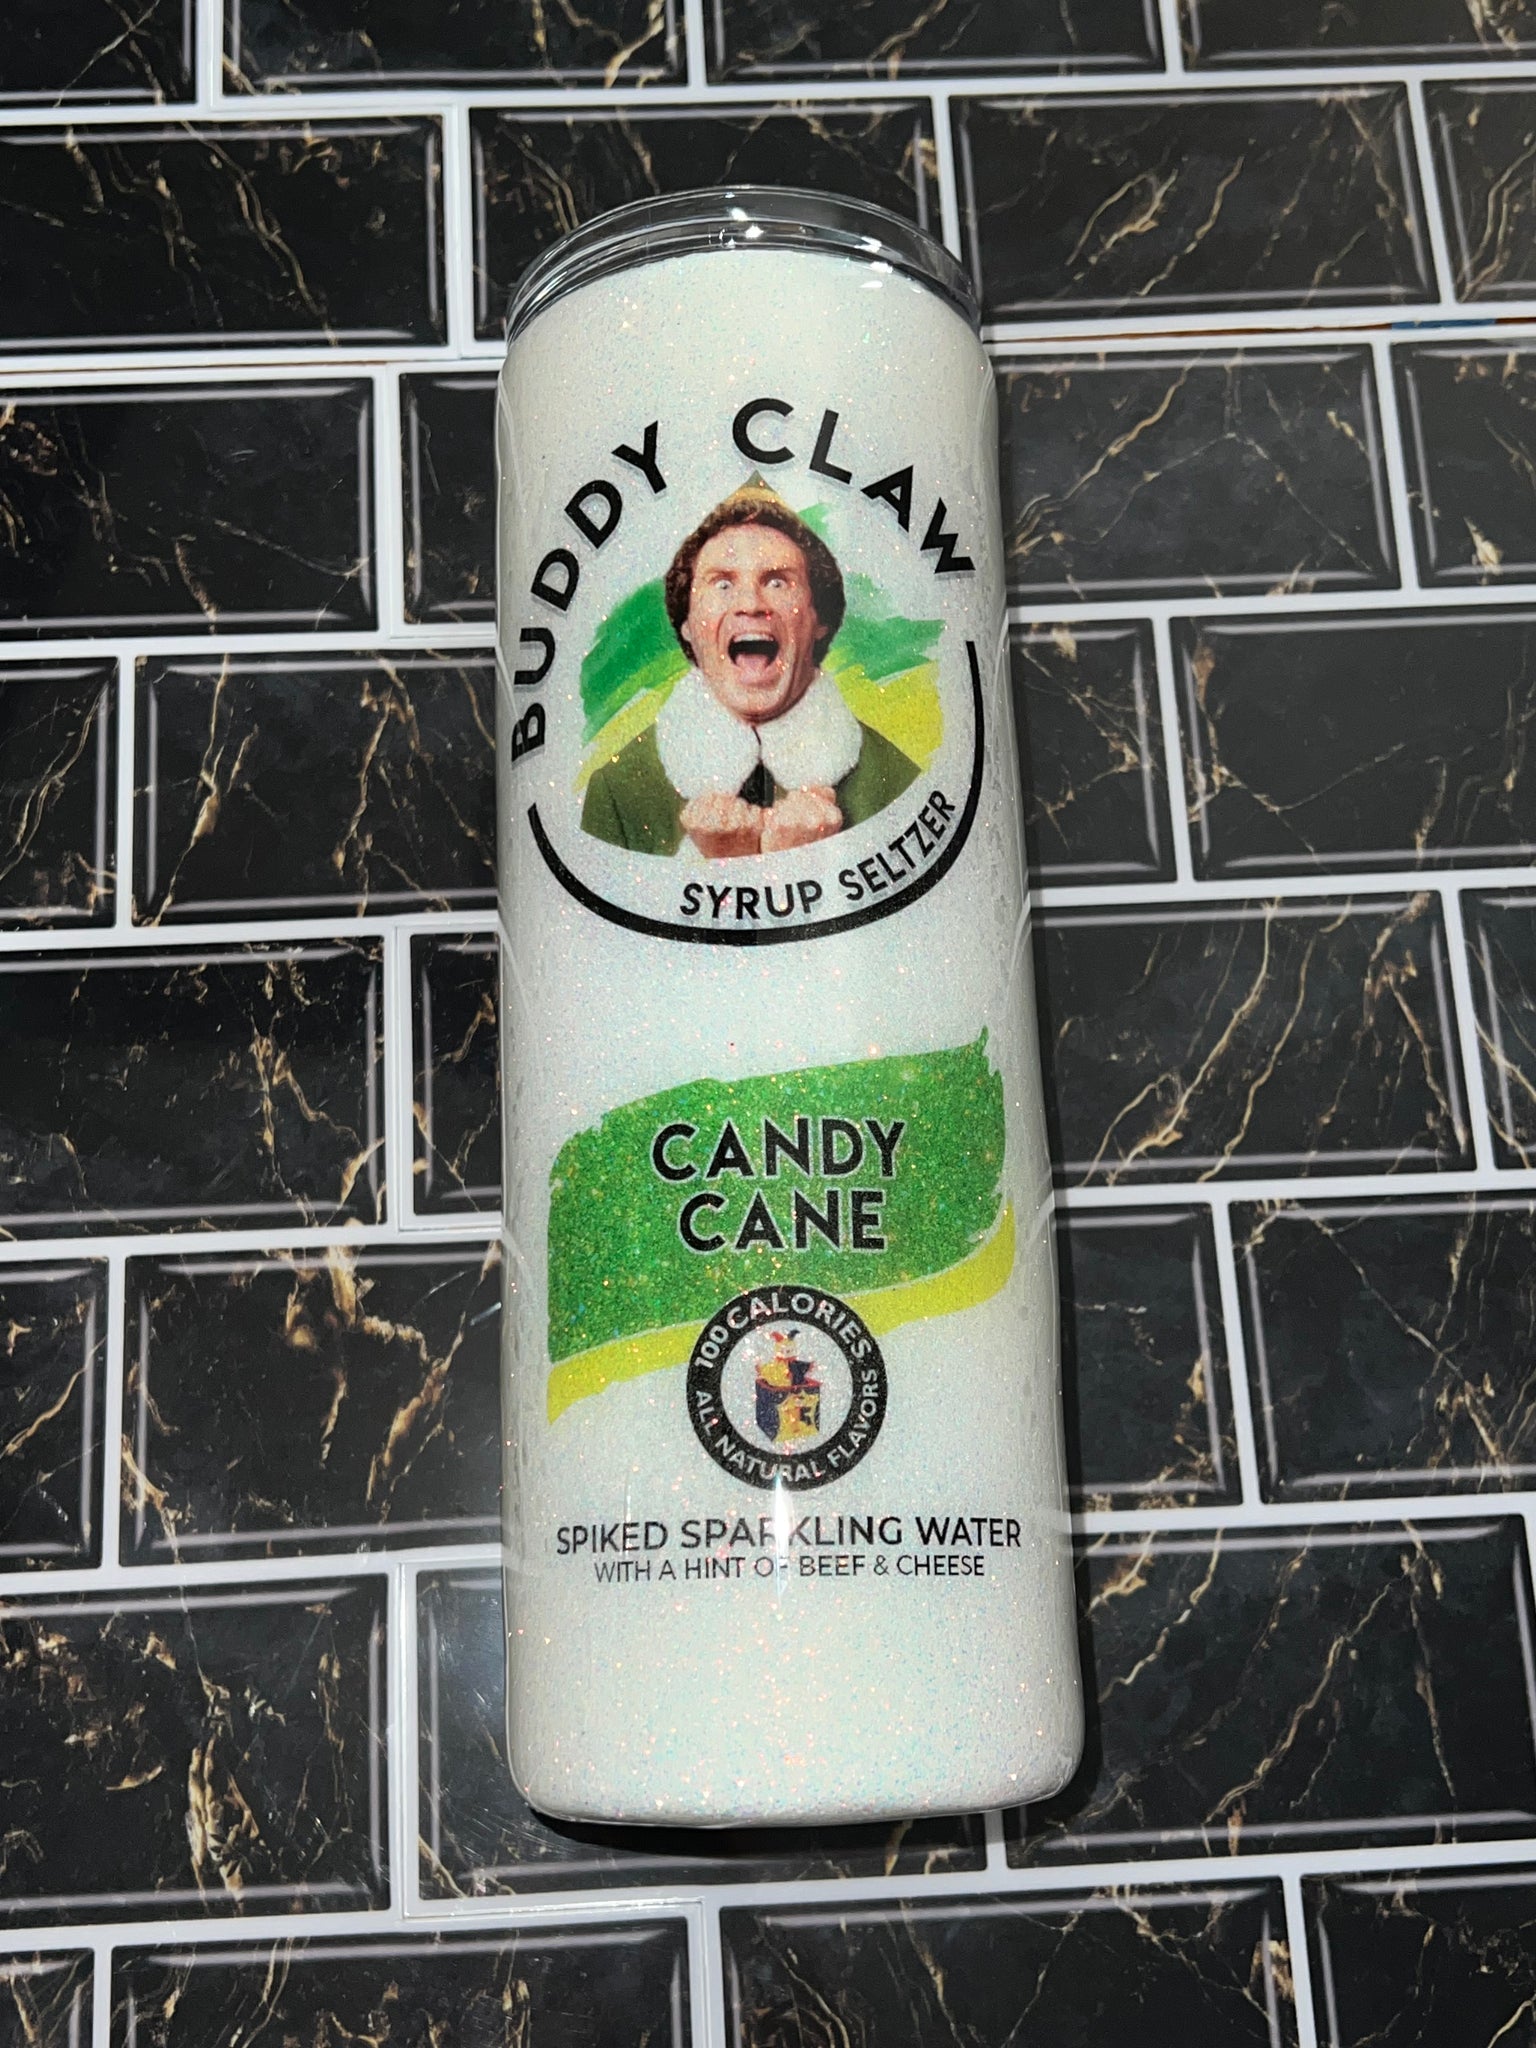 BUDDY CLAW
SYRUP SELTZER
CANDY
CANE
100 CALORIES
ALL NATURAL FLAVORS
SPIKED SPARKLING WATER
WITH A HINT OF BEEF & CHEESE